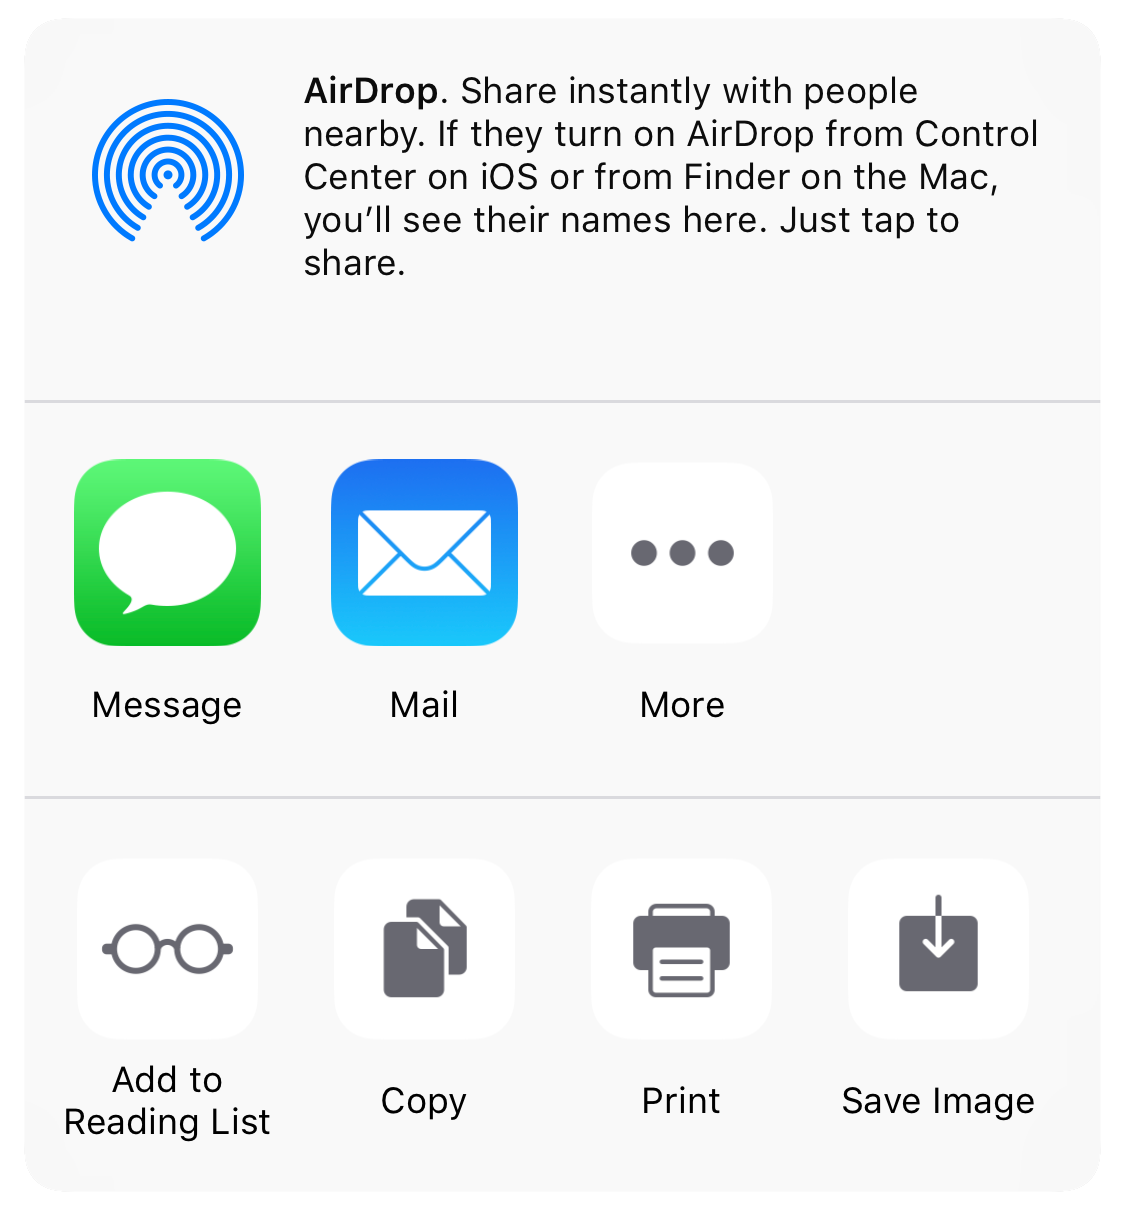 AirDrop. Share instantly with people
nearby. If they turn on AirDrop from Control
Center on iOS or from Finder on the Mac,
you’ll see their names here. Just tap to
share.
Message
Mail
More
Add to
Reading List
Copy
Print
Save Image